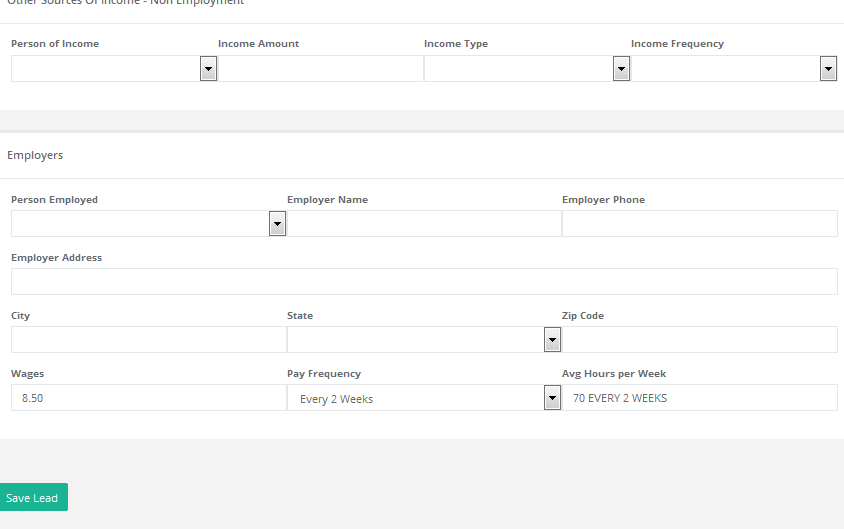 Other Sources Of Income - Non Employment
Person of Income Income Amount Income Type Income Frequency
Employers
Person Employed Employer Name Employer Phone
Employer Address
City State Zip Code
Wages Pay Frequency Avg Hours per Week
8.50 Every 2 Weeks 70 EVERY 2 WEEKS
Save Lead